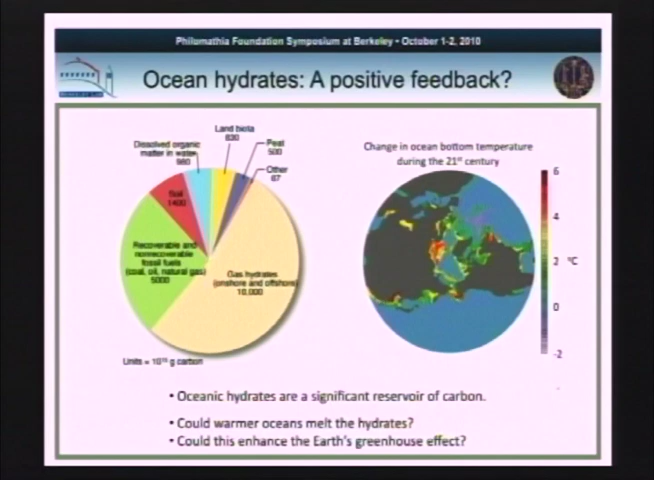 Philomathia Foundation Symposium at Berkeley • October 1-2, 2010
Ocean hydrates: A positive feedback?
Land biota
830
Dissolved organic
matter in water
980
Peat
500
Other
67
Soil
1400
Recoverable and
nonrecoverable
fossil fuels
(coal, oil, natural gas)
5000
Gas hydrates
(onshore and offshore)
10,000
Units = 10¹⁵ g carbon
Change in ocean bottom temperature
during the 21st century
6
4
2 °C
0
-2
• Oceanic hydrates are a significant reservoir of carbon.
• Could warmer oceans melt the hydrates?
• Could this enhance the Earth's greenhouse effect?